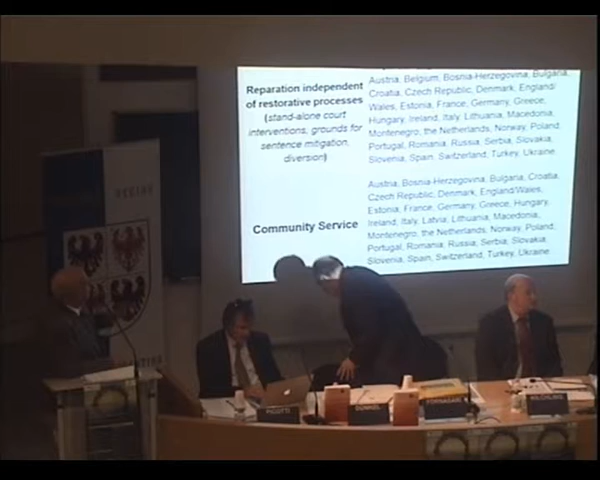 Reparation independent
of restorative processes
(stand-alone court
interventions, grounds for
sentence mitigation,
diversion)
Austria, Belgium, Bosnia-Herzegovina, Bulgaria,
Croatia, Czech Republic, Denmark, England/
Wales, Estonia, France, Germany, Greece,
Hungary, Ireland, Italy, Lithuania, Macedonia,
Montenegro, the Netherlands, Norway, Poland,
Portugal, Romania, Russia, Serbia, Slovakia,
Slovenia, Spain, Switzerland, Turkey, Ukraine
Community Service
Austria, Bosnia-Herzegovina, Bulgaria, Croatia,
Czech Republic, Denmark, England/Wales,
Estonia, France, Germany, Greece, Hungary,
Ireland, Italy, Latvia, Lithuania, Macedonia,
Montenegro, the Netherlands, Norway, Poland,
Portugal, Romania, Russia, Serbia, Slovakia,
Slovenia, Spain, Switzerland, Turkey, Ukraine
REGIONE
PICOTTI
DÜNKEL
FORNASARI